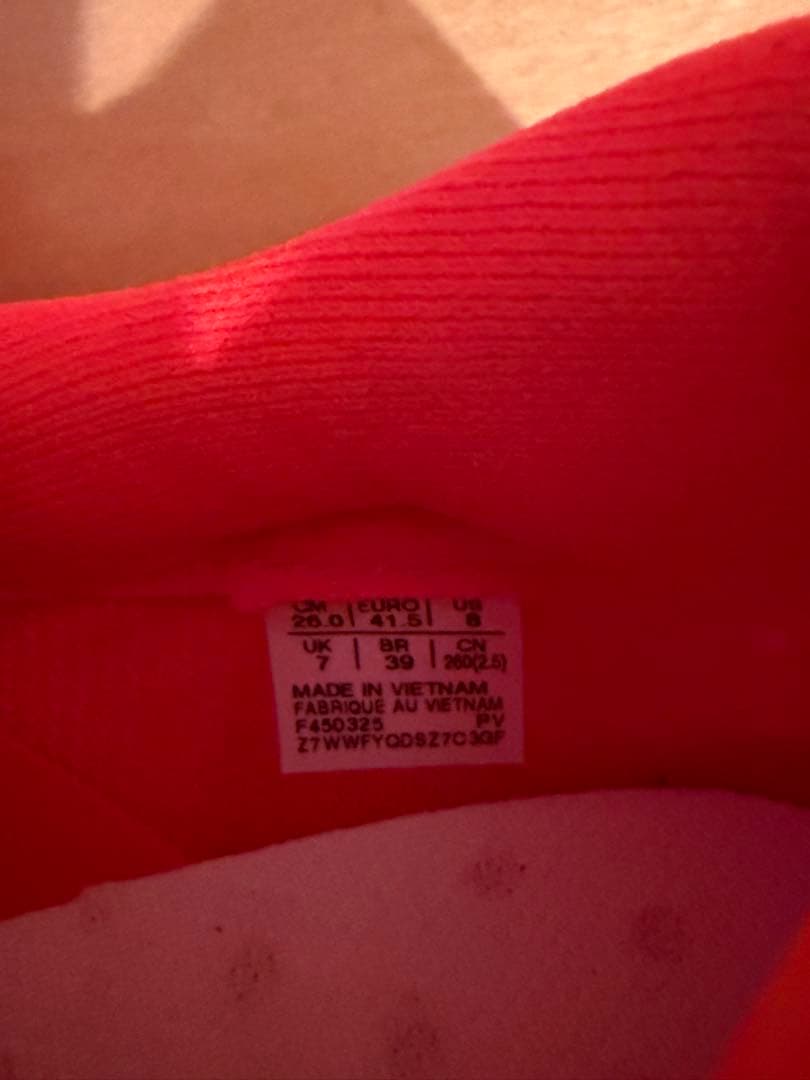 CM | EURO | US
26.0 | 41.5 | 8
UK | BR | CN
7 | 39 | 260(2.5)
MADE IN VIETNAM
FABRIQUE AU VIETNAM
F450325 PV